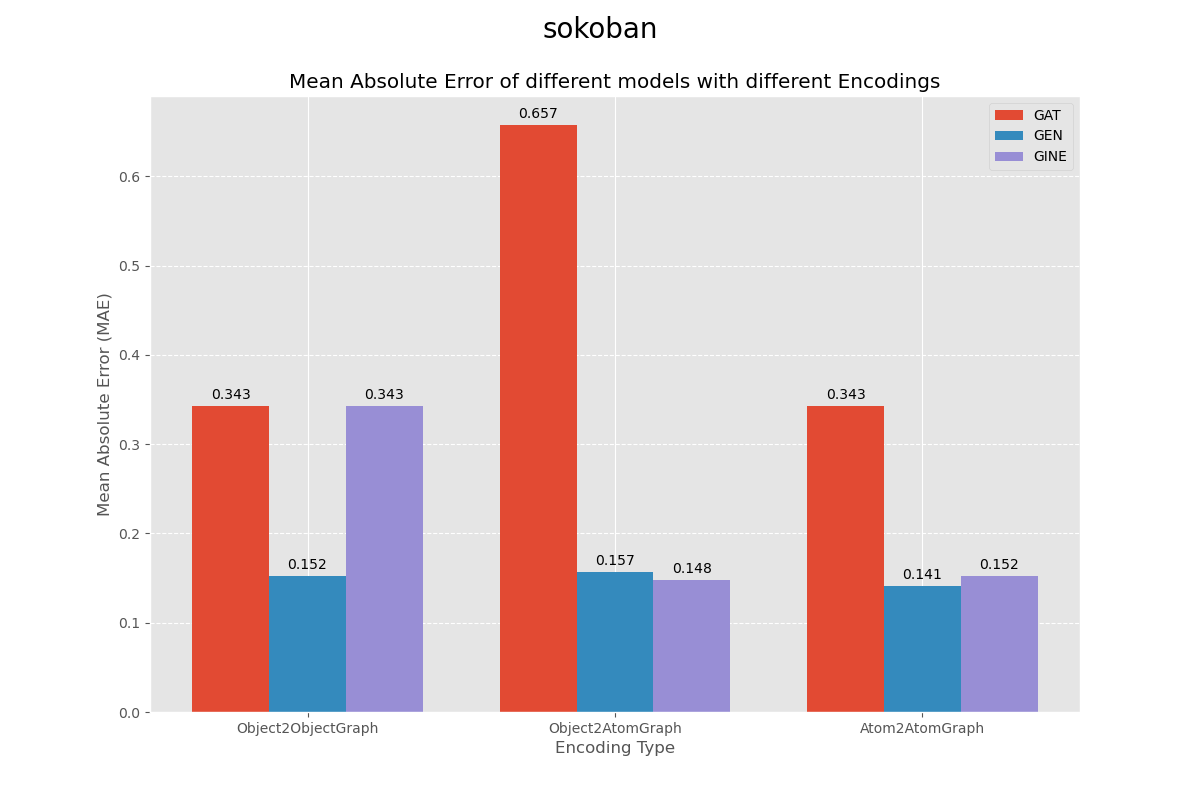 sokoban
Mean Absolute Error of different models with different Encodings
0.657
GAT
GEN
GINE
0.6
0.5
0.4
0.3
0.2
0.1
0.0
Mean Absolute Error (MAE)
0.343
0.152
0.343
0.157
0.148
0.343
0.141
0.152
Object2ObjectGraph
Object2AtomGraph
Atom2AtomGraph
Encoding Type